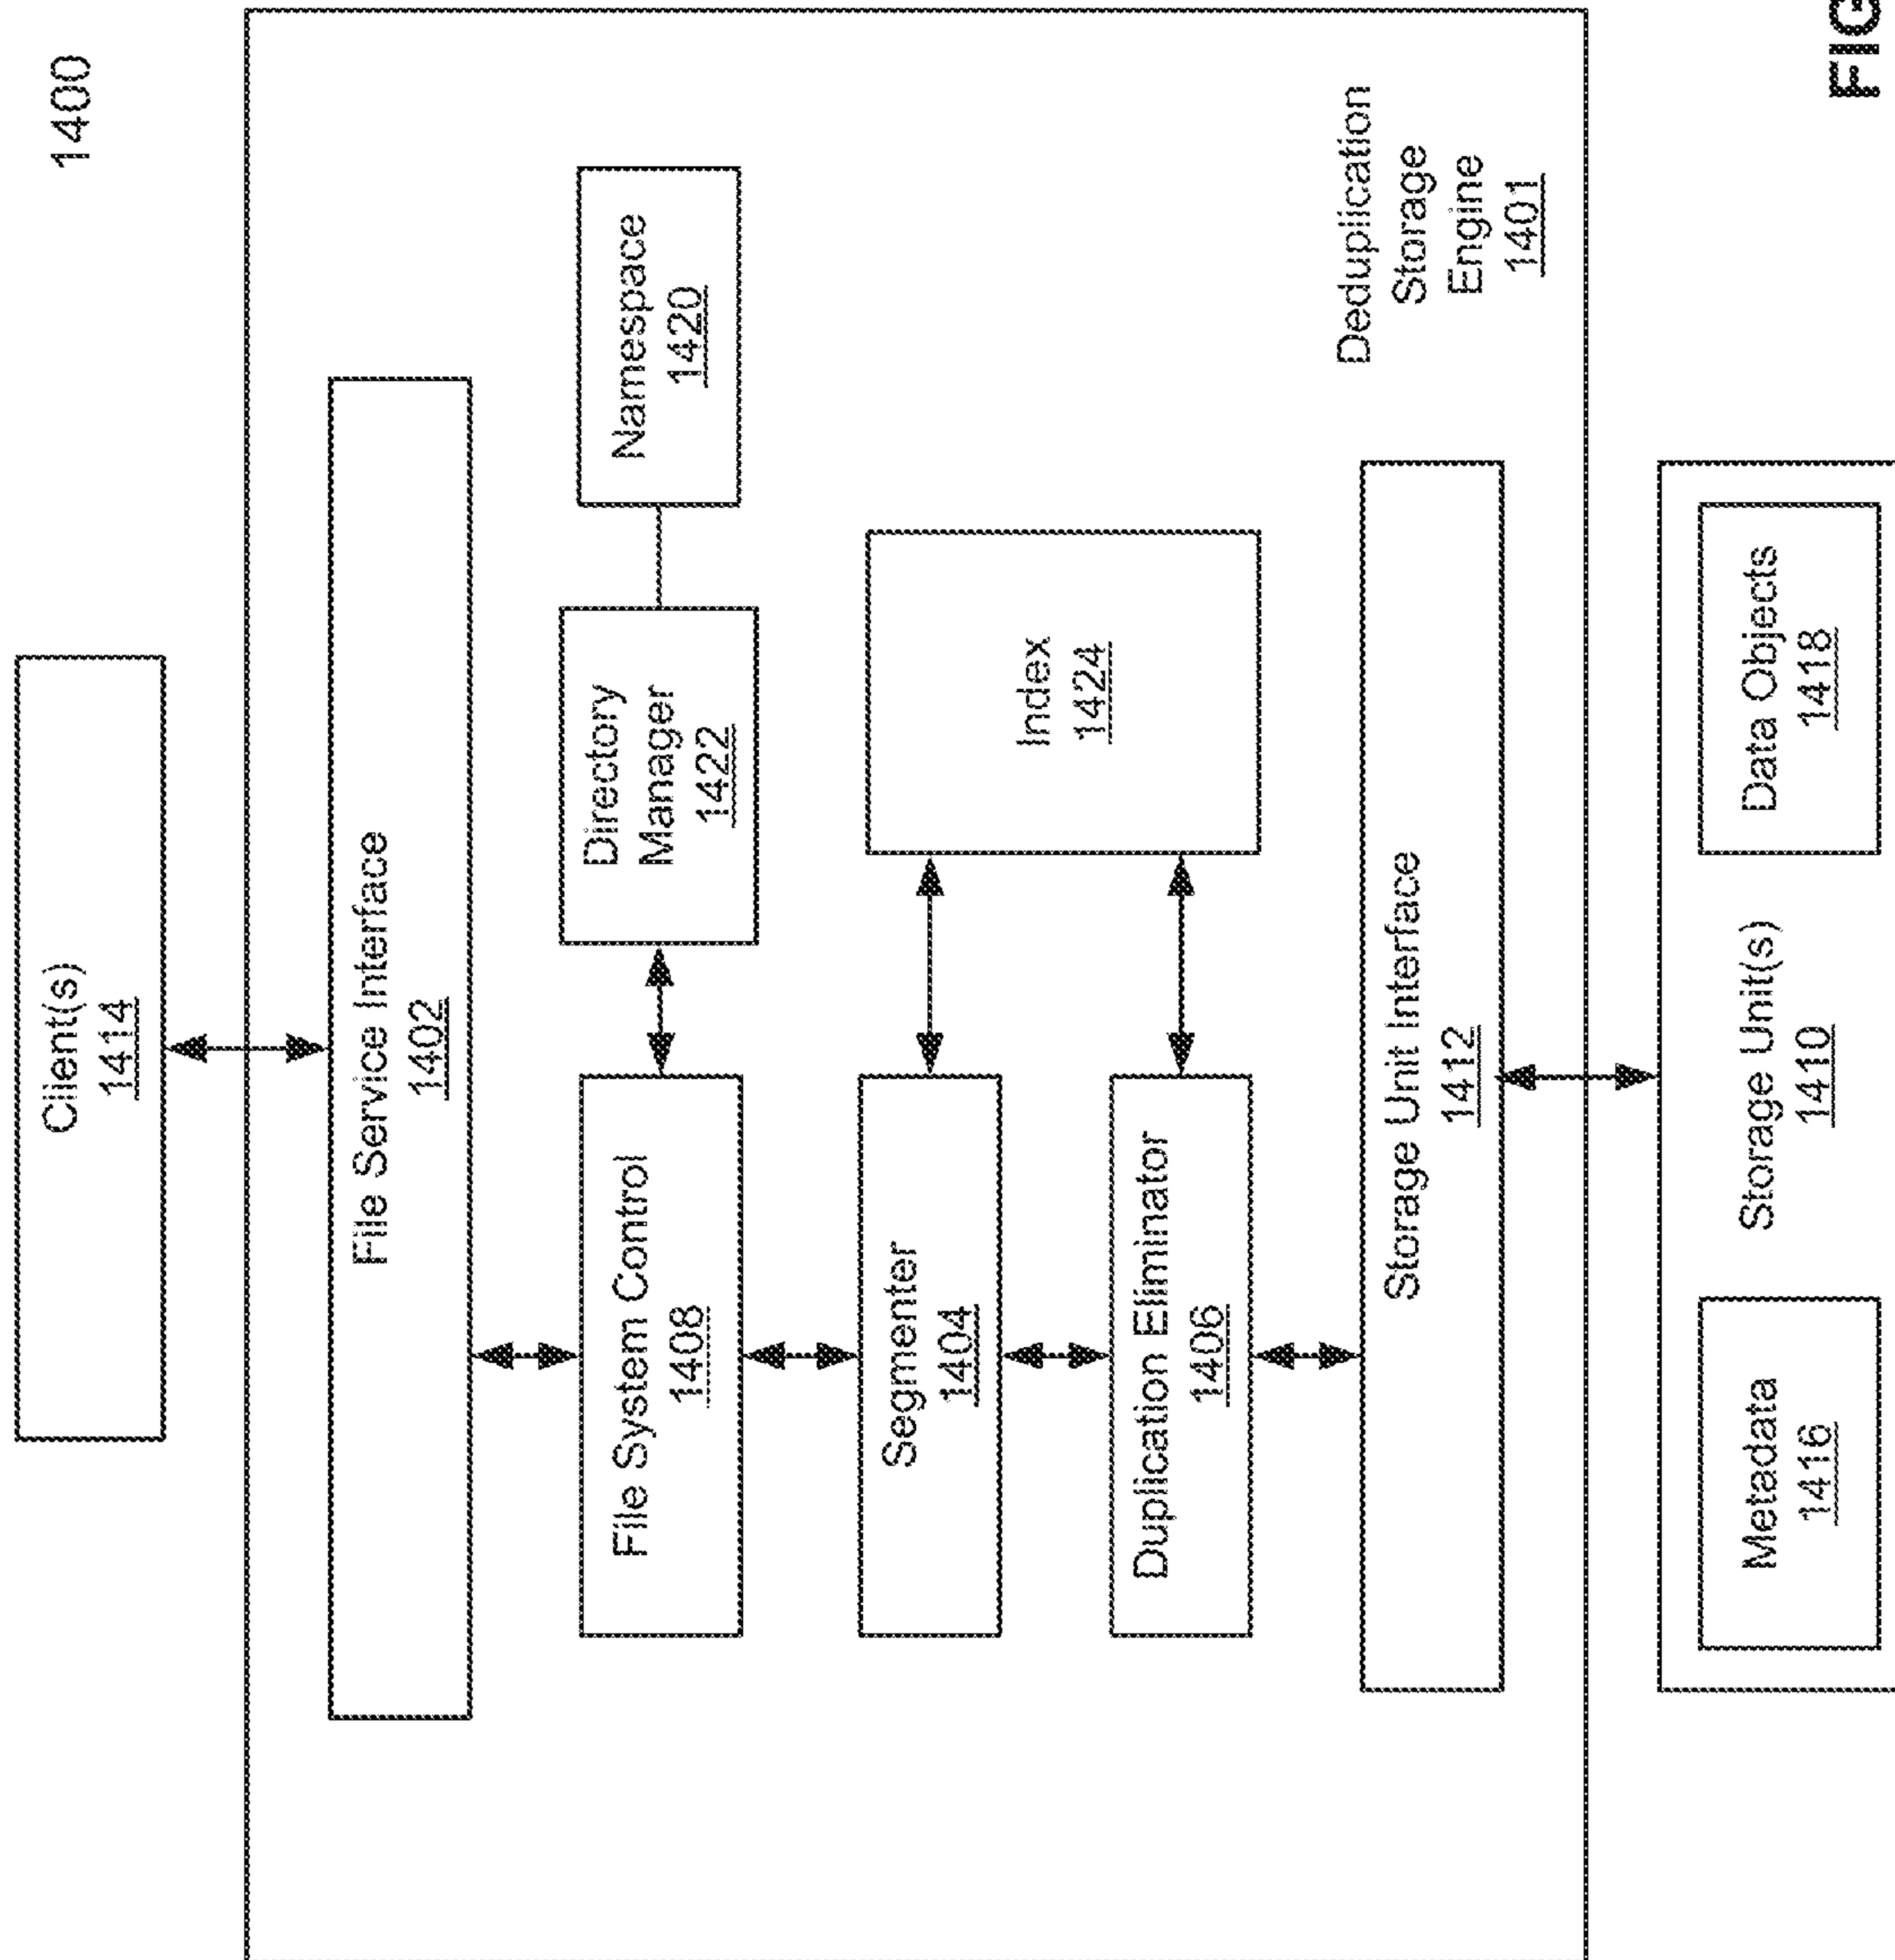 1400
Client(s)
1414
File Service Interface
1402
File System Control
1408
Directory
Manager
1422
Namespace
1420
Segmenter
1404
Index
1424
Duplication Eliminator
1406
Deduplication
Storage
Engine
1401
Storage Unit Interface
1412
Metadata
1416
Storage Unit(s)
1410
Data Objects
1418
FIG